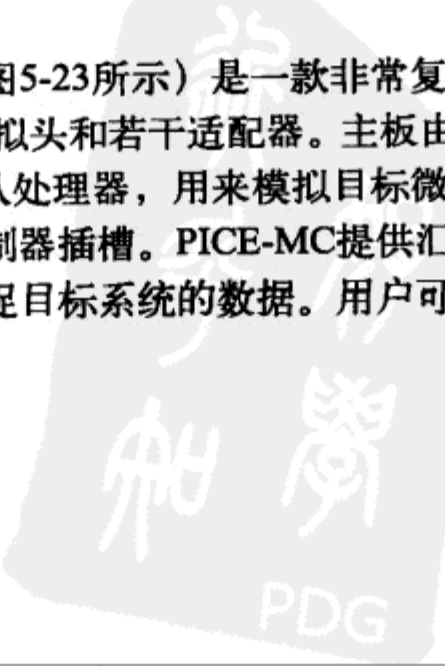 图5-23所示）是一款非常复
拟头和若干适配器。主板由
处理器，用来模拟目标微
制器插槽。PICE-MC提供汇
足目标系统的数据。用户可
PDG